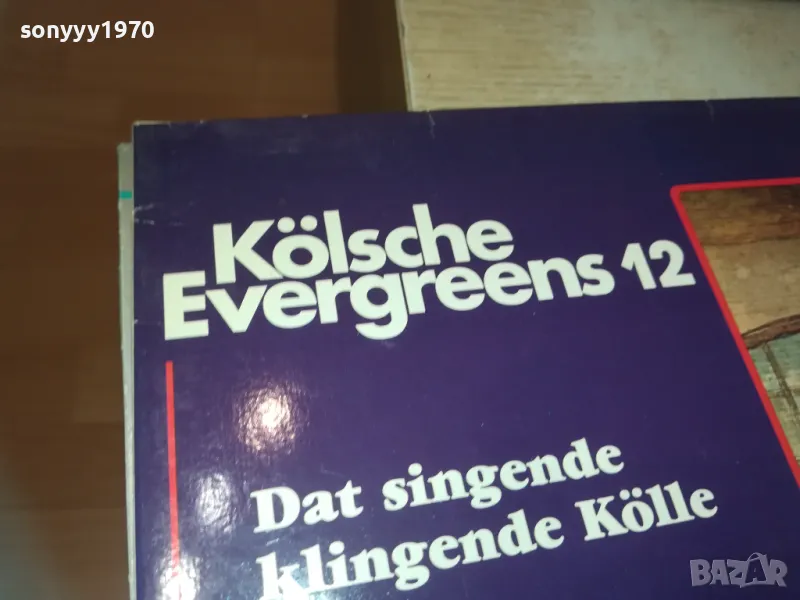 sonyyy1970
Kölsche
Evergreens 12
Dat singende
klingende Kölle
BAZAR